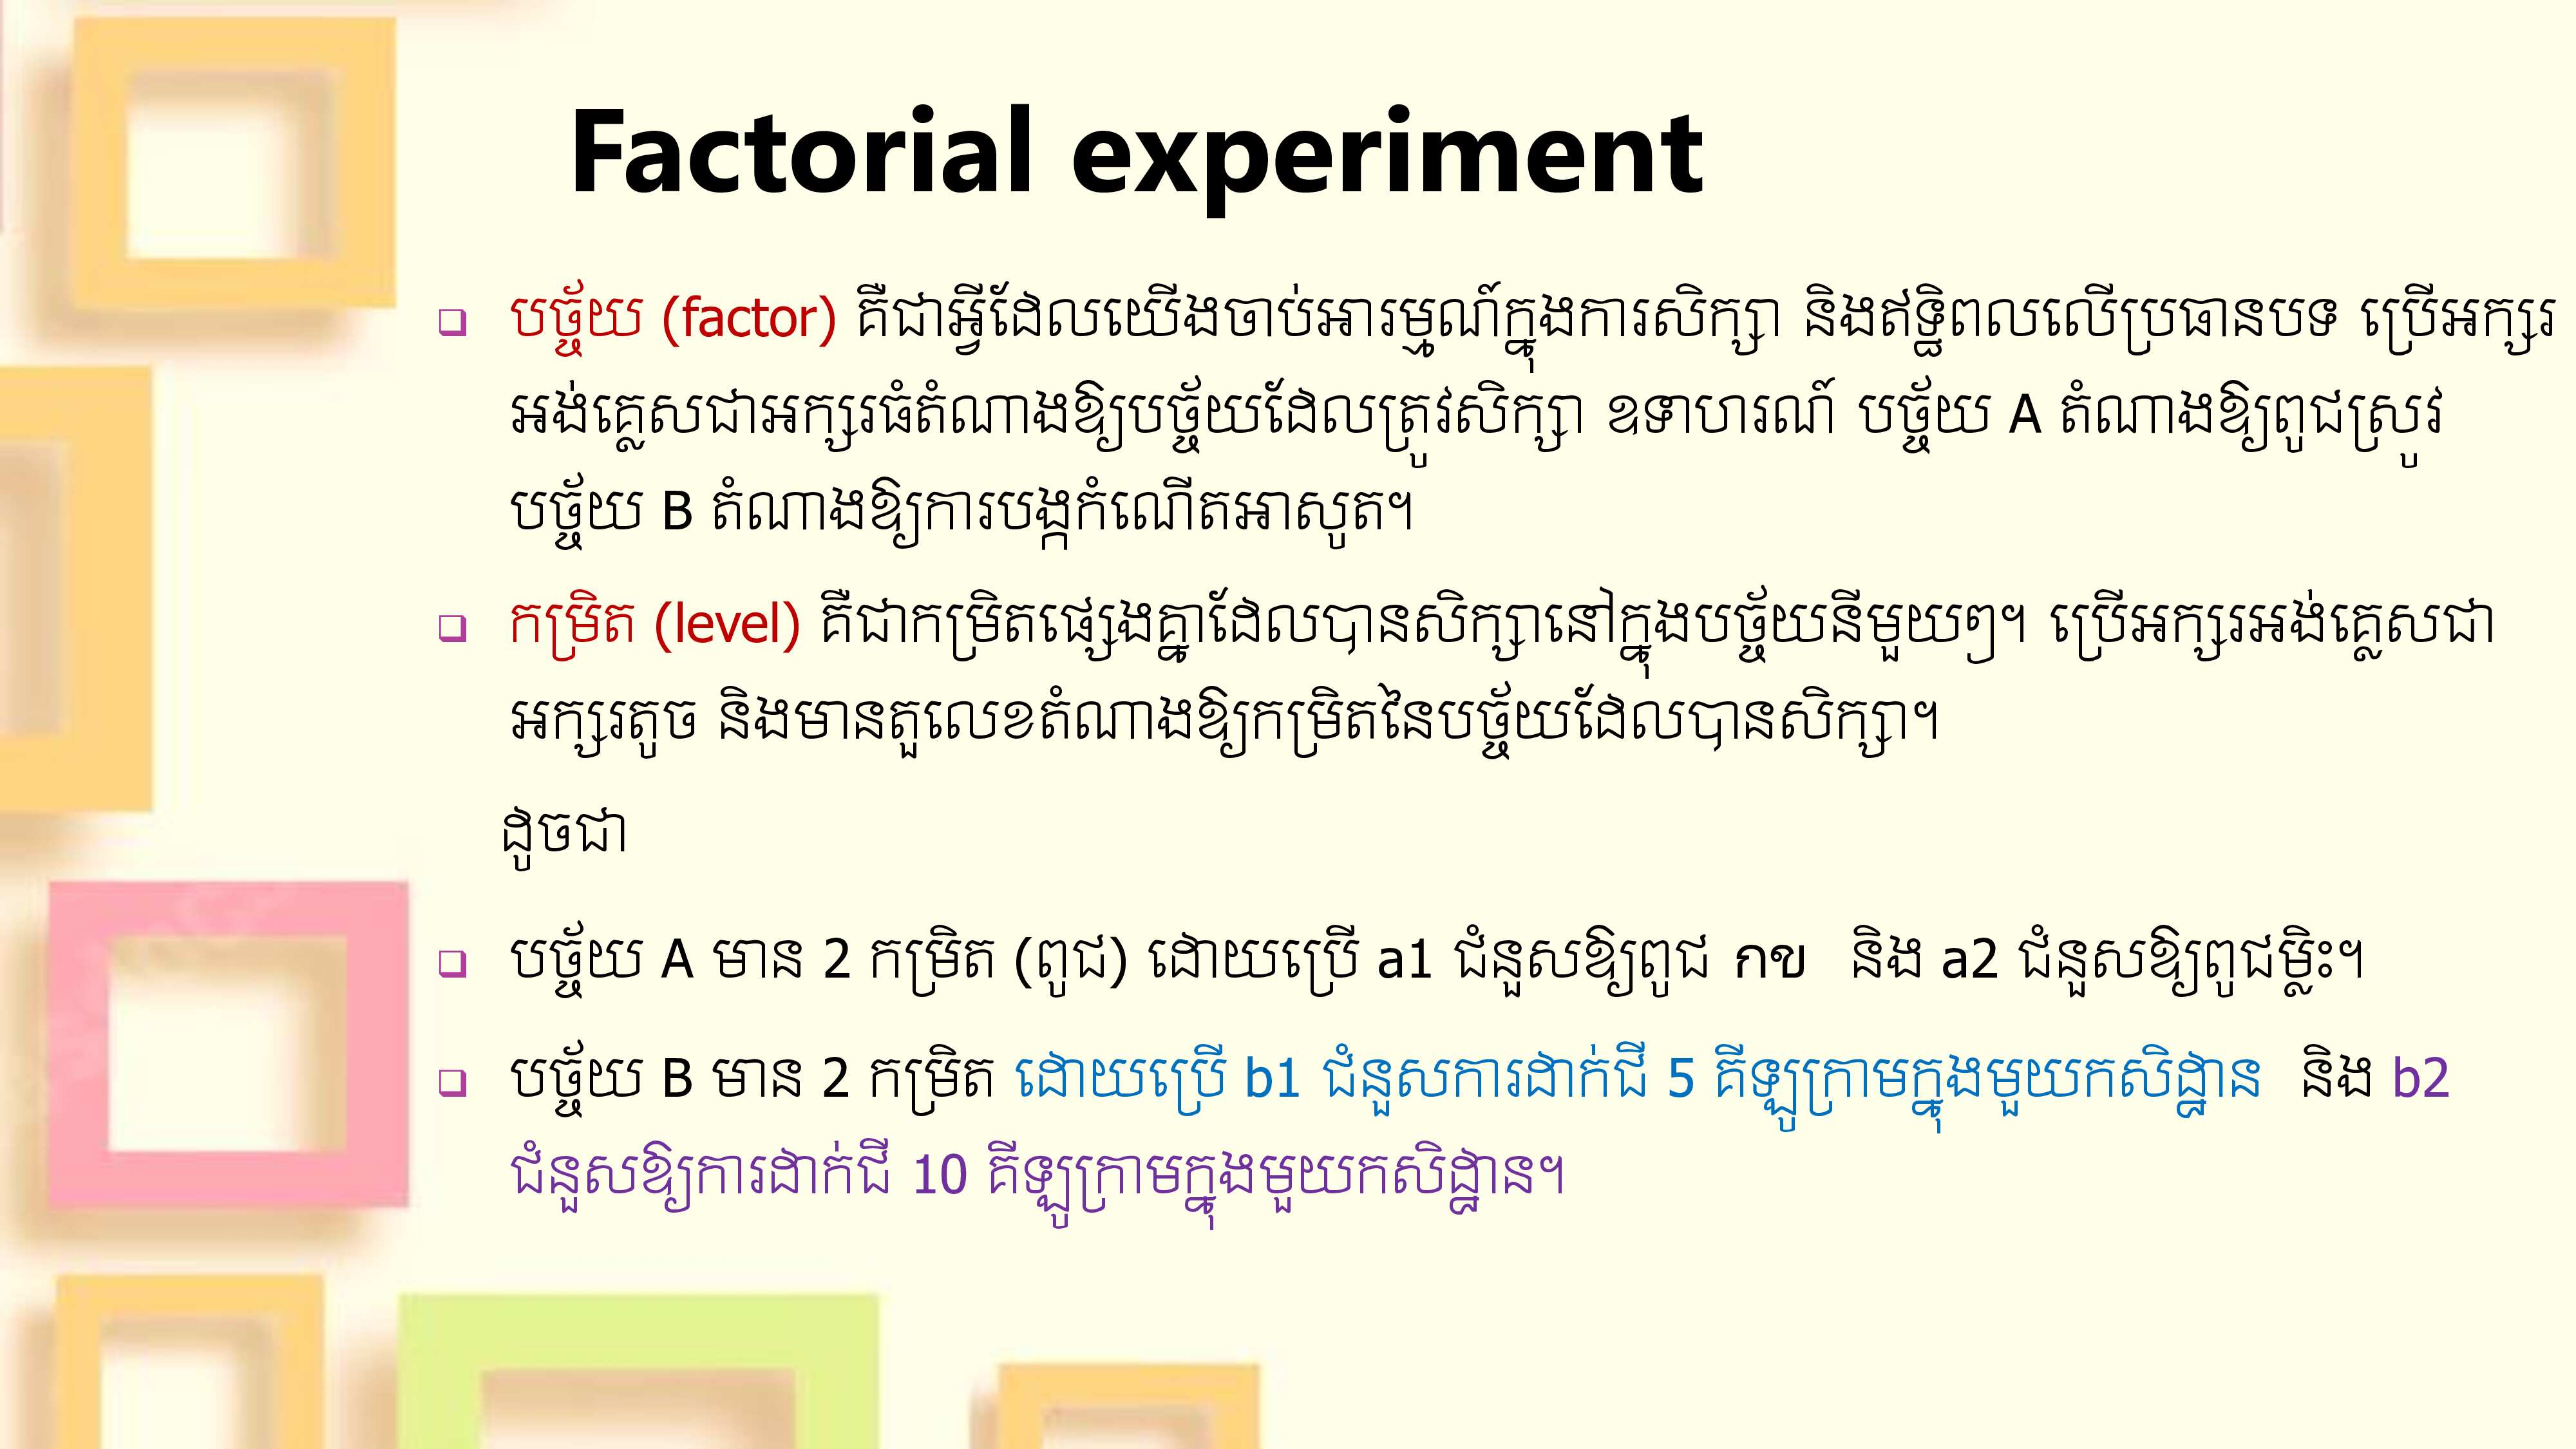 Factorial experiment
❑ បច្ច័យ (factor) គឺជាអ្វីដែលយើងចាប់អារម្មណ៍ក្នុងការសិក្សា និងឥទ្ធិពលលើប្រធានបទ ប្រើអក្សរ
អង់គ្លេសជាអក្សរធំតំណាងឱ្យបច្ច័យដែលត្រូវសិក្សា ឧទាហរណ៍ បច្ច័យ A តំណាងឱ្យពូជស្រូវ
បច្ច័យ B តំណាងឱ្យការបង្កកំណើតអាសូត។
❑ កម្រិត (level) គឺជាកម្រិតផ្សេងគ្នាដែលបានសិក្សានៅក្នុងបច្ច័យនីមួយៗ។ ប្រើអក្សរអង់គ្លេសជា
អក្សរតូច និងមានតួលេខតំណាងឱ្យកម្រិតនៃបច្ច័យដែលបានសិក្សា។
ដូចជា
❑ បច្ច័យ A មាន 2 កម្រិត (ពូជ) ដោយប្រើ a1 ជំនួសឱ្យពូជ กข និង a2 ជំនួសឱ្យពូជម្លិះ។
❑ បច្ច័យ B មាន 2 កម្រិត ដោយប្រើ b1 ជំនួសការដាក់ជី 5 គីឡូក្រាមក្នុងមួយកសិដ្ឋាន និង b2
ជំនួសឱ្យការដាក់ជី 10 គីឡូក្រាមក្នុងមួយកសិដ្ឋាន។